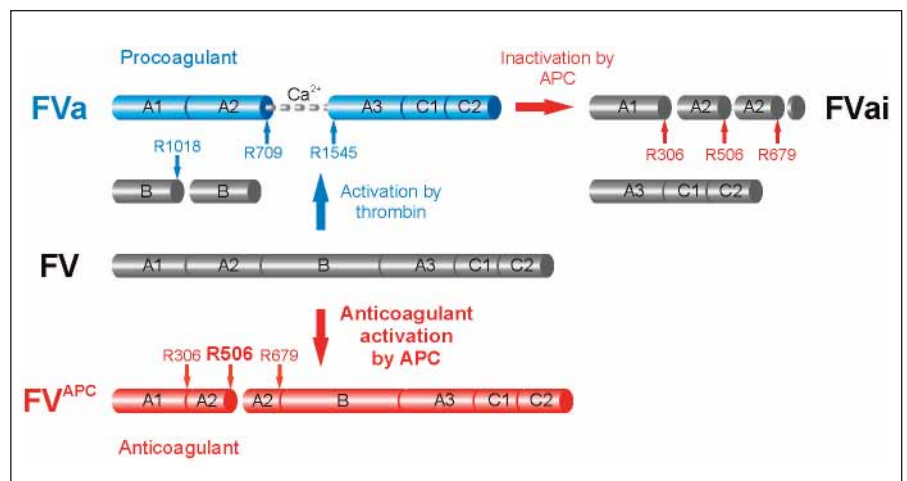 Procoagulant
Inactivation by
APC
FVa
A1 A2 Ca2+ A3 C1 C2
A1 A2 A2
FVai
R1018 R709 R1545
R306 R506 R679
B B
Activation by
thrombin
A3 C1 C2
FV
A1 A2 B A3 C1 C2
Anticoagulant
activation
by APC
R306 R506 R679
FVAPC
A1 A2 A2 B A3 C1 C2
Anticoagulant